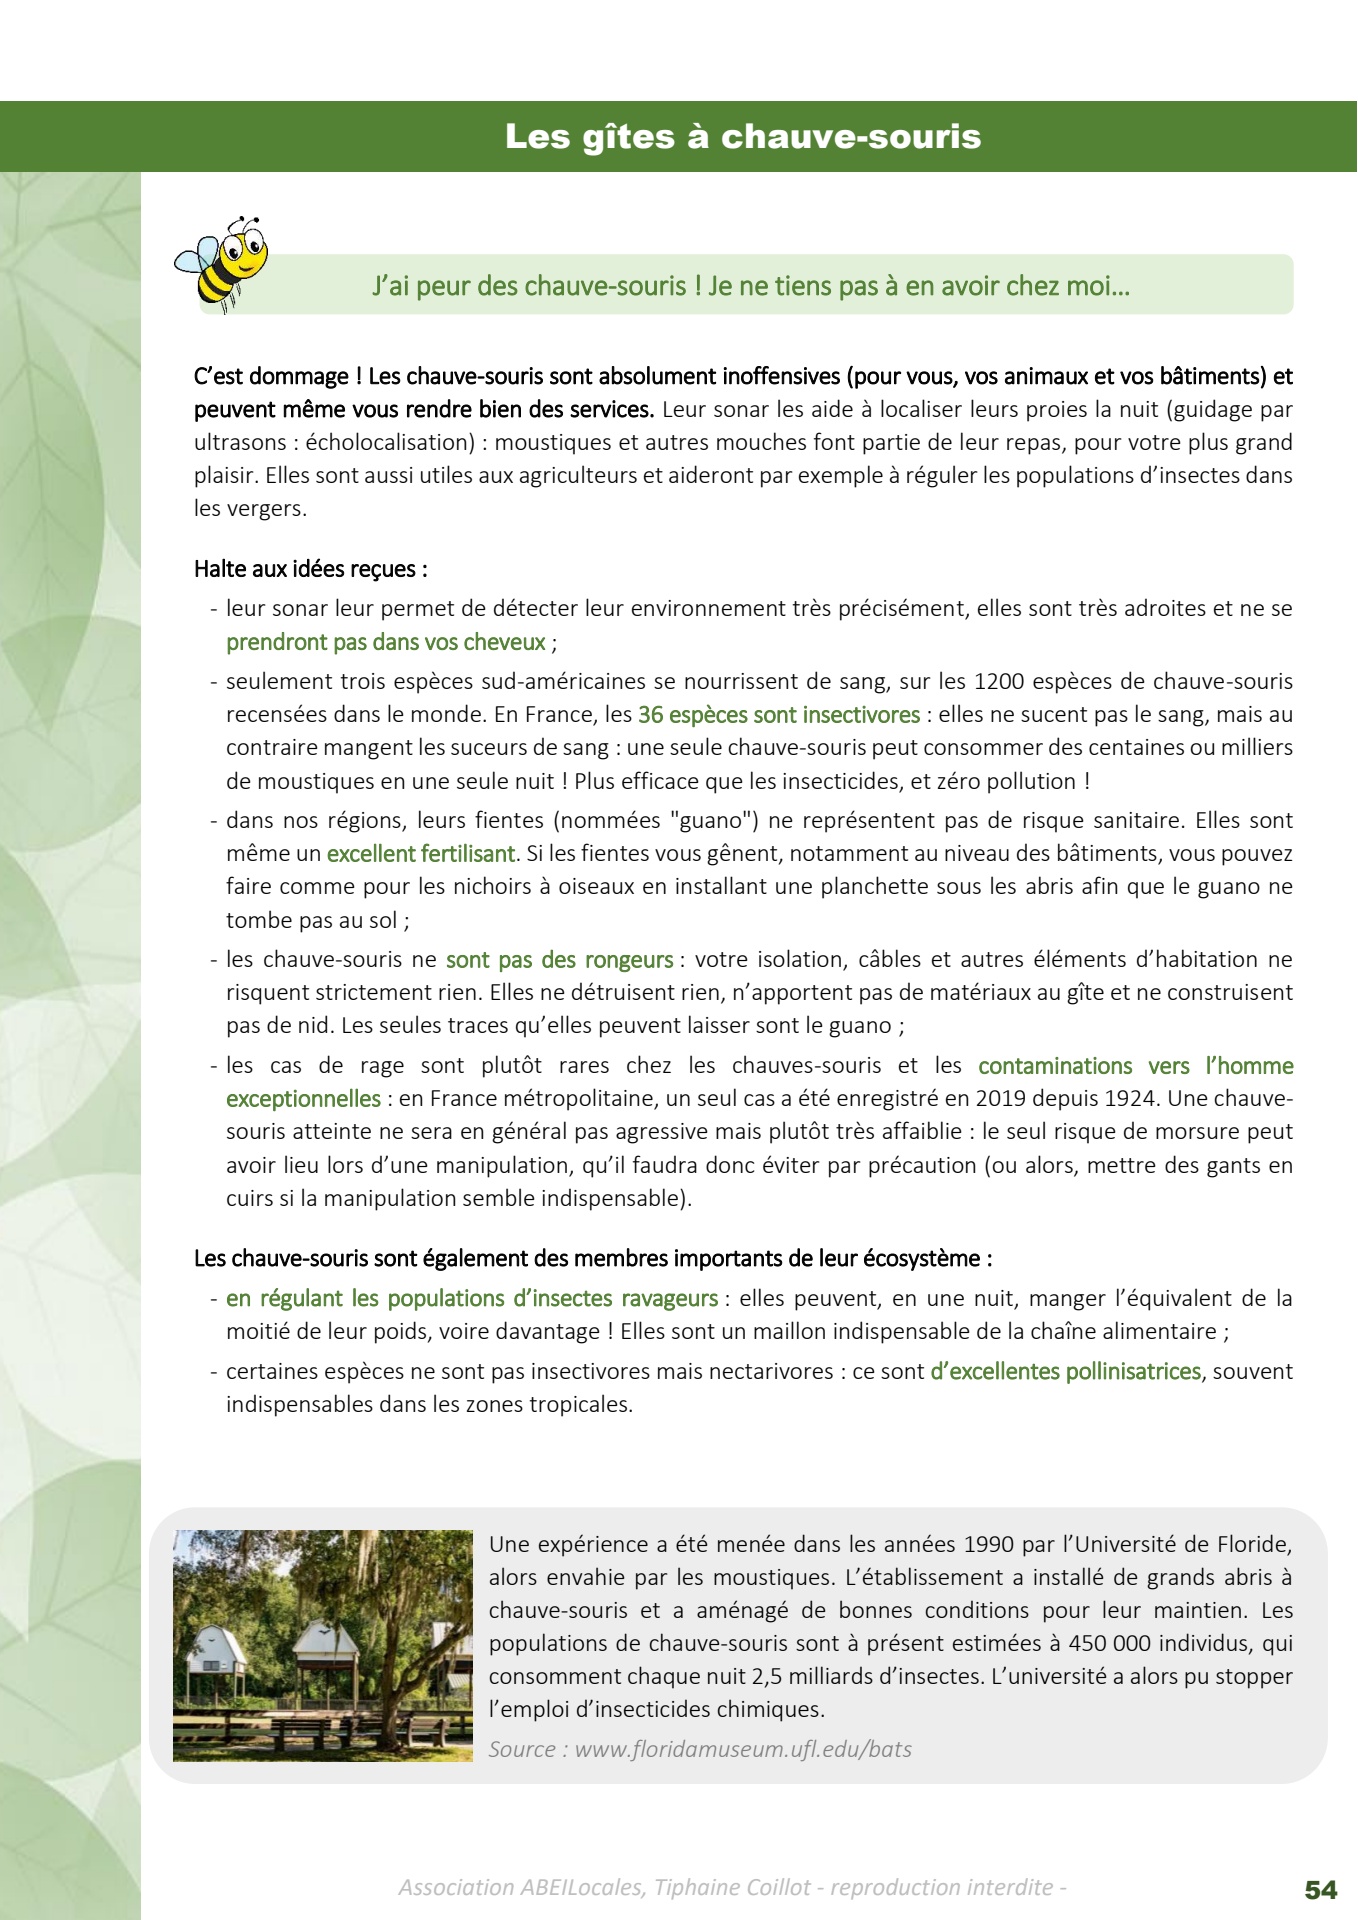 Les gîtes à chauve-souris
J’ai peur des chauve-souris ! Je ne tiens pas à en avoir chez moi…
C’est dommage ! Les chauve-souris sont absolument inoffensives (pour vous, vos animaux et vos bâtiments) et
peuvent même vous rendre bien des services. Leur sonar les aide à localiser leurs proies la nuit (guidage par
ultrasons : écholocalisation) : moustiques et autres mouches font partie de leur repas, pour votre plus grand
plaisir. Elles sont aussi utiles aux agriculteurs et aideront par exemple à réguler les populations d’insectes dans
les vergers.
Halte aux idées reçues :
- leur sonar leur permet de détecter leur environnement très précisément, elles sont très adroites et ne se
prendront pas dans vos cheveux ;
- seulement trois espèces sud-américaines se nourrissent de sang, sur les 1200 espèces de chauve-souris
recensées dans le monde. En France, les 36 espèces sont insectivores : elles ne sucent pas le sang, mais au
contraire mangent les suceurs de sang : une seule chauve-souris peut consommer des centaines ou milliers
de moustiques en une seule nuit ! Plus efficace que les insecticides, et zéro pollution !
- dans nos régions, leurs fientes (nommées "guano") ne représentent pas de risque sanitaire. Elles sont
même un excellent fertilisant. Si les fientes vous gênent, notamment au niveau des bâtiments, vous pouvez
faire comme pour les nichoirs à oiseaux en installant une planchette sous les abris afin que le guano ne
tombe pas au sol ;
- les chauve-souris ne sont pas des rongeurs : votre isolation, câbles et autres éléments d’habitation ne
risquent strictement rien. Elles ne détruisent rien, n’apportent pas de matériaux au gîte et ne construisent
pas de nid. Les seules traces qu’elles peuvent laisser sont le guano ;
- les cas de rage sont plutôt rares chez les chauves-souris et les contaminations vers l’homme
exceptionnelles : en France métropolitaine, un seul cas a été enregistré en 2019 depuis 1924. Une chauve-
souris atteinte ne sera en général pas agressive mais plutôt très affaiblie : le seul risque de morsure peut
avoir lieu lors d’une manipulation, qu’il faudra donc éviter par précaution (ou alors, mettre des gants en
cuirs si la manipulation semble indispensable).
Les chauve-souris sont également des membres importants de leur écosystème :
- en régulant les populations d’insectes ravageurs : elles peuvent, en une nuit, manger l’équivalent de la
moitié de leur poids, voire davantage ! Elles sont un maillon indispensable de la chaîne alimentaire ;
- certaines espèces ne sont pas insectivores mais nectarivores : ce sont d’excellentes pollinisatrices, souvent
indispensables dans les zones tropicales.
Une expérience a été menée dans les années 1990 par l’Université de Floride,
alors envahie par les moustiques. L’établissement a installé de grands abris à
chauve-souris et a aménagé de bonnes conditions pour leur maintien. Les
populations de chauve-souris sont à présent estimées à 450 000 individus, qui
consomment chaque nuit 2,5 milliards d’insectes. L’université a alors pu stopper
l’emploi d’insecticides chimiques.
Source : www.floridamuseum.ufl.edu/bats
Association ABEILocales, Tiphaine Coillot - reproduction interdite -
54